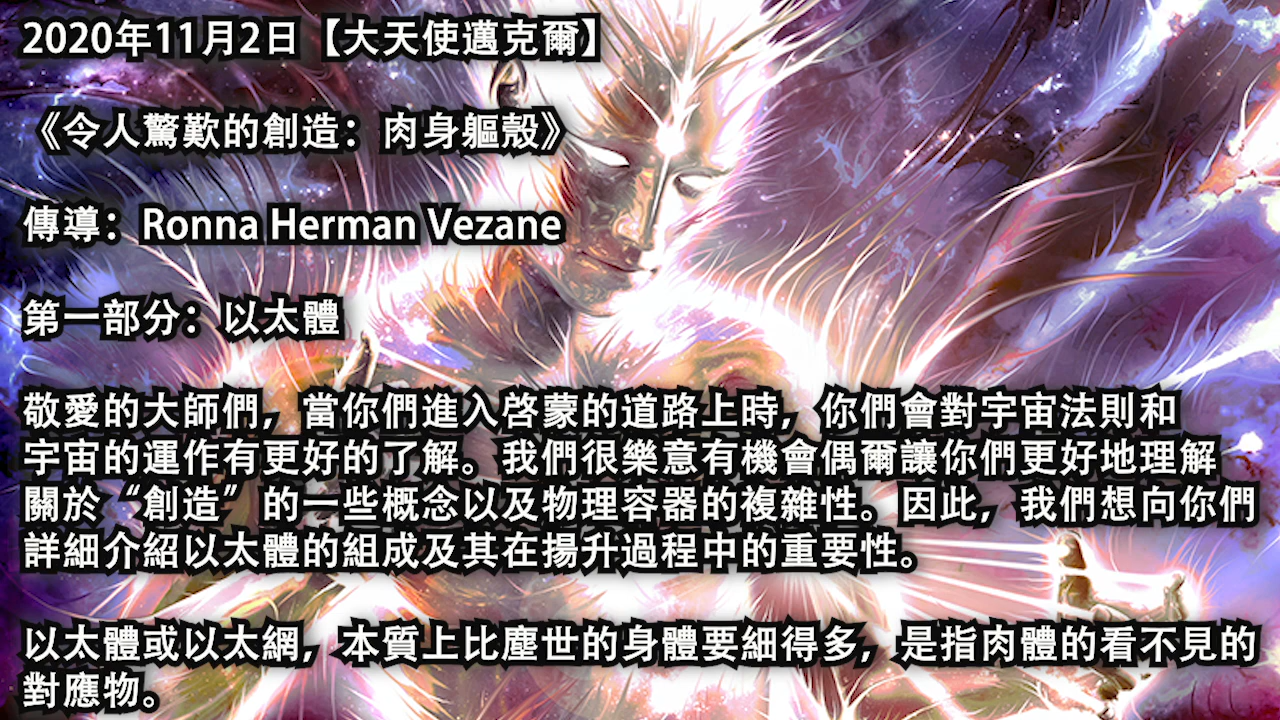 2020年11月2日【大天使邁克爾】
《令人驚歎的創造：肉身軀殼》
傳導：Ronna Herman Vezane
第一部分：以太體
敬愛的大師們，當你們進入啓蒙的道路上時，你們會對宇宙法則和
宇宙的運作有更好的了解。我們很樂意有機會偶爾讓你們更好地理解
關於“創造”的一些概念以及物理容器的複雜性。因此，我們想向你們
詳細介紹以太體的組成及其在揚升過程中的重要性。
以太體或以太網，本質上比塵世的身體要細得多，是指肉體的看不見的
對應物。